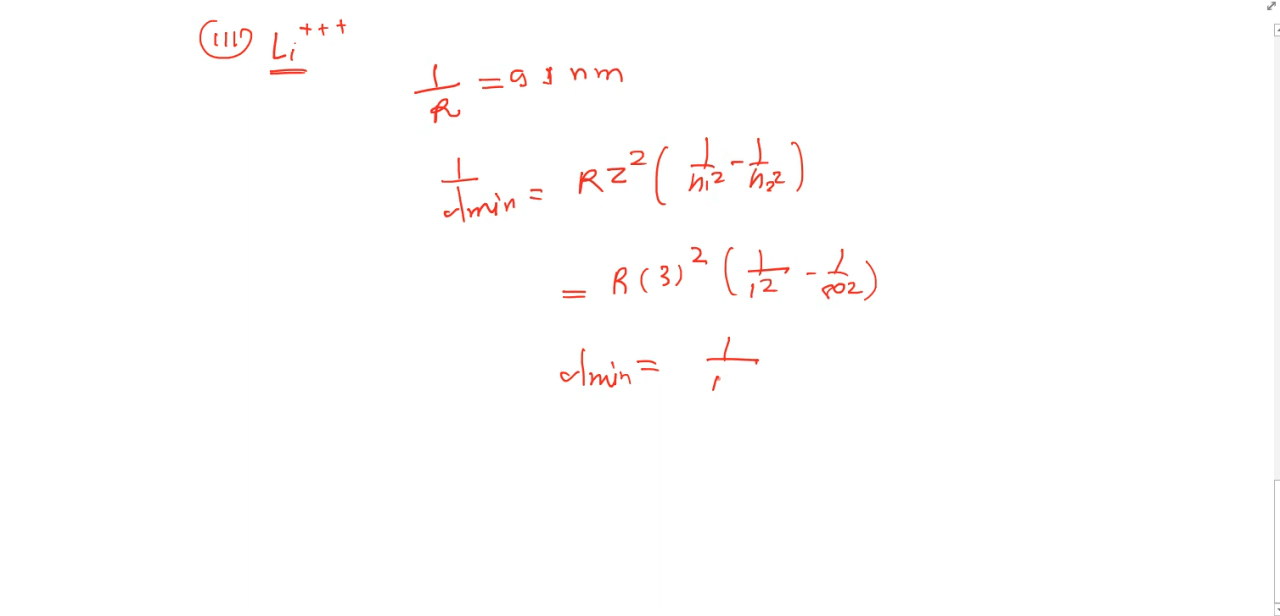 (iii) Li+++
1/R = 91 nm
1/λmin = RZ² ( 1/n₁² - 1/n₂² )
= R(3)² ( 1/1² - 1/∞² )
λmin = 1/